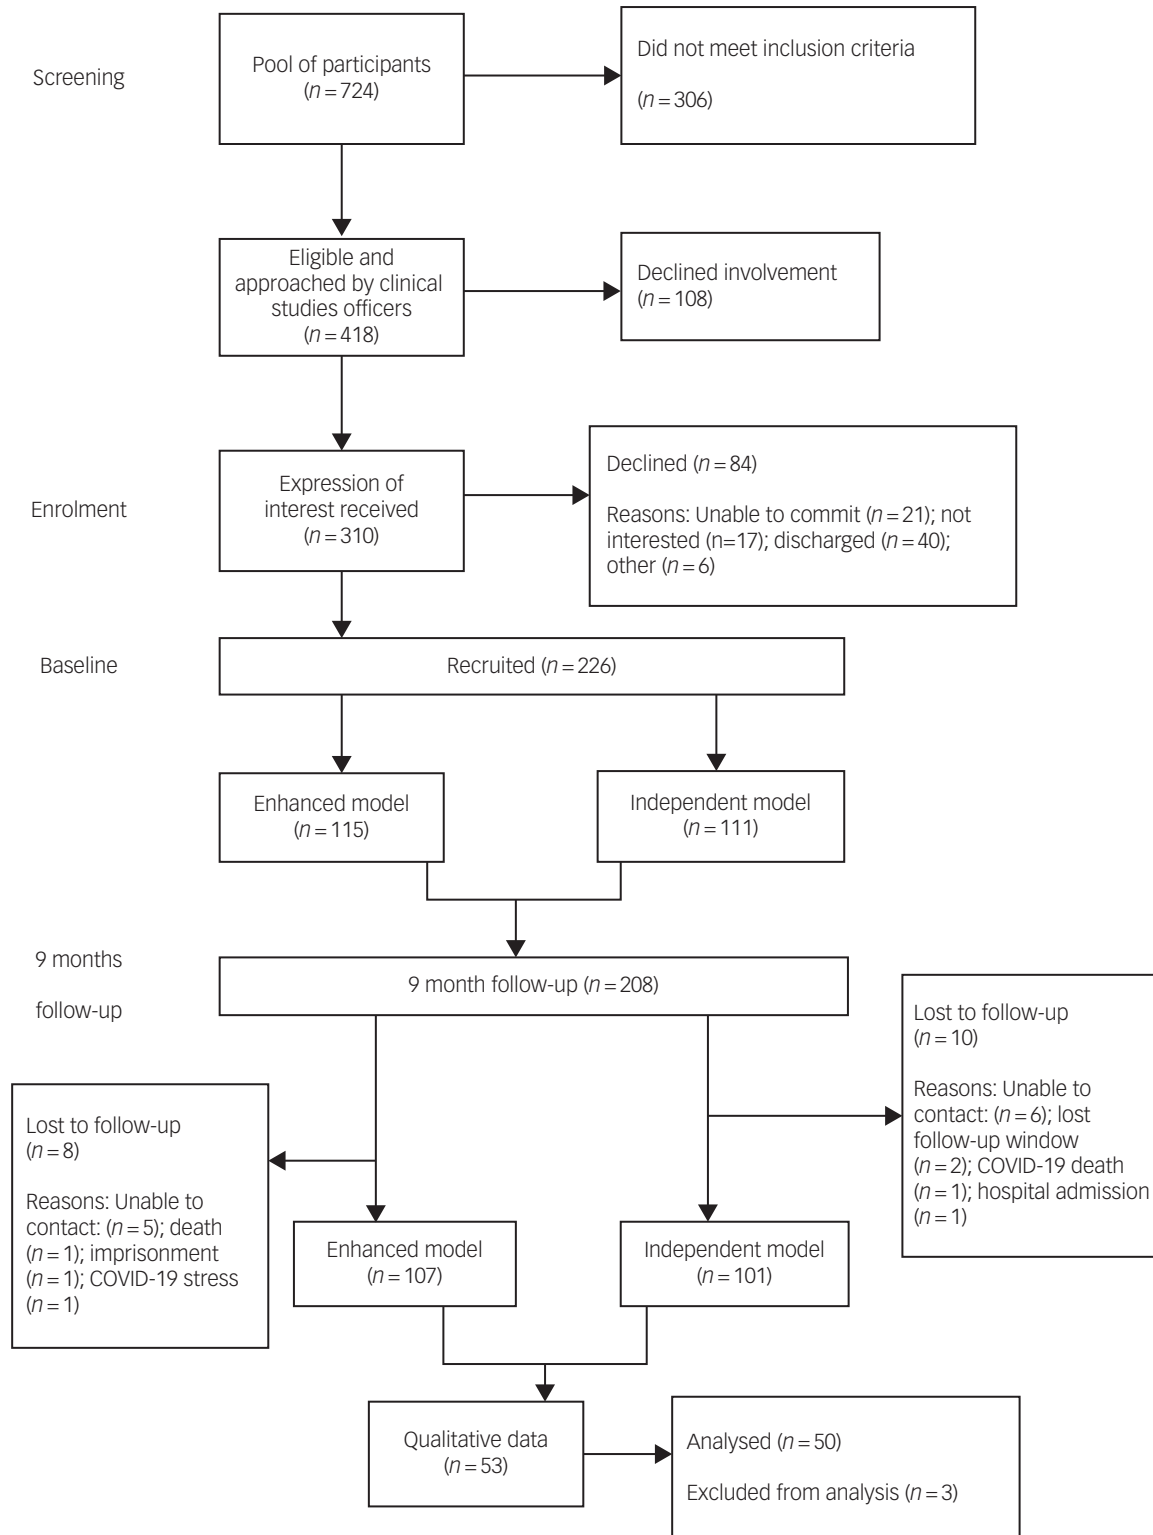 Screening
Pool of participants
(n = 724)
Did not meet inclusion criteria
(n = 306)
Eligible and
approached by clinical
studies officers
(n = 418)
Declined involvement
(n = 108)
Enrolment
Expression of
interest received
(n = 310)
Declined (n = 84)
Reasons: Unable to commit (n = 21); not
interested (n=17); discharged (n = 40);
other (n = 6)
Baseline
Recruited (n = 226)
Enhanced model
(n = 115)
Independent model
(n = 111)
9 months
follow-up
9 month follow-up (n = 208)
Lost to follow-up
(n = 8)
Reasons: Unable to
contact: (n = 5); death
(n = 1); imprisonment
(n = 1); COVID-19 stress
(n = 1)
Lost to follow-up
(n = 10)
Reasons: Unable to
contact: (n = 6); lost
follow-up window
(n = 2); COVID-19 death
(n = 1); hospital admission
(n = 1)
Enhanced model
(n = 107)
Independent model
(n = 101)
Qualitative data
(n = 53)
Analysed (n = 50)
Excluded from analysis (n = 3)